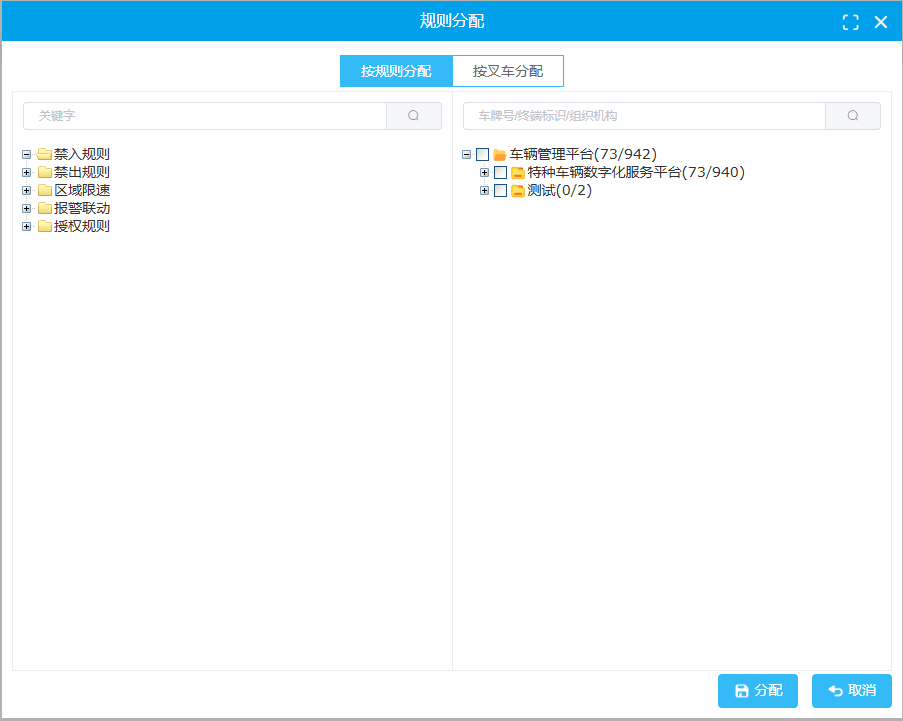 规则分配
按规则分配
按叉车分配
关键字
车牌号/终端标识/组织机构
禁入规则
禁出规则
区域限速
报警联动
授权规则
车辆管理平台(73/942)
特种车辆数字化服务平台(73/940)
测试(0/2)
分配
取消